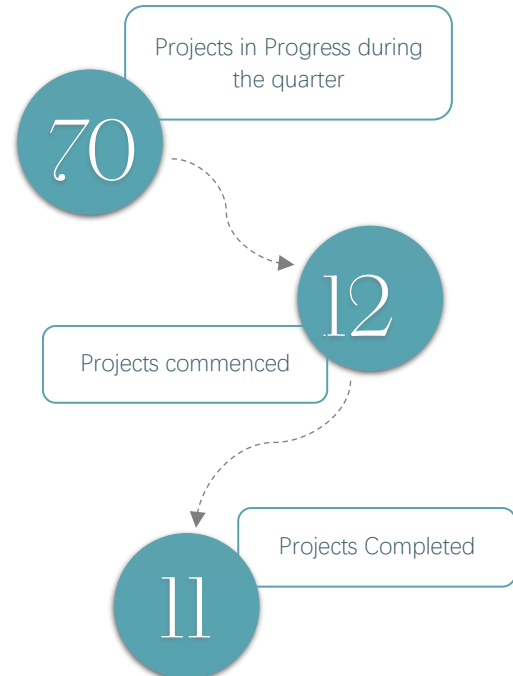 Projects in Progress during
the quarter
70
12
Projects commenced
Projects Completed
11